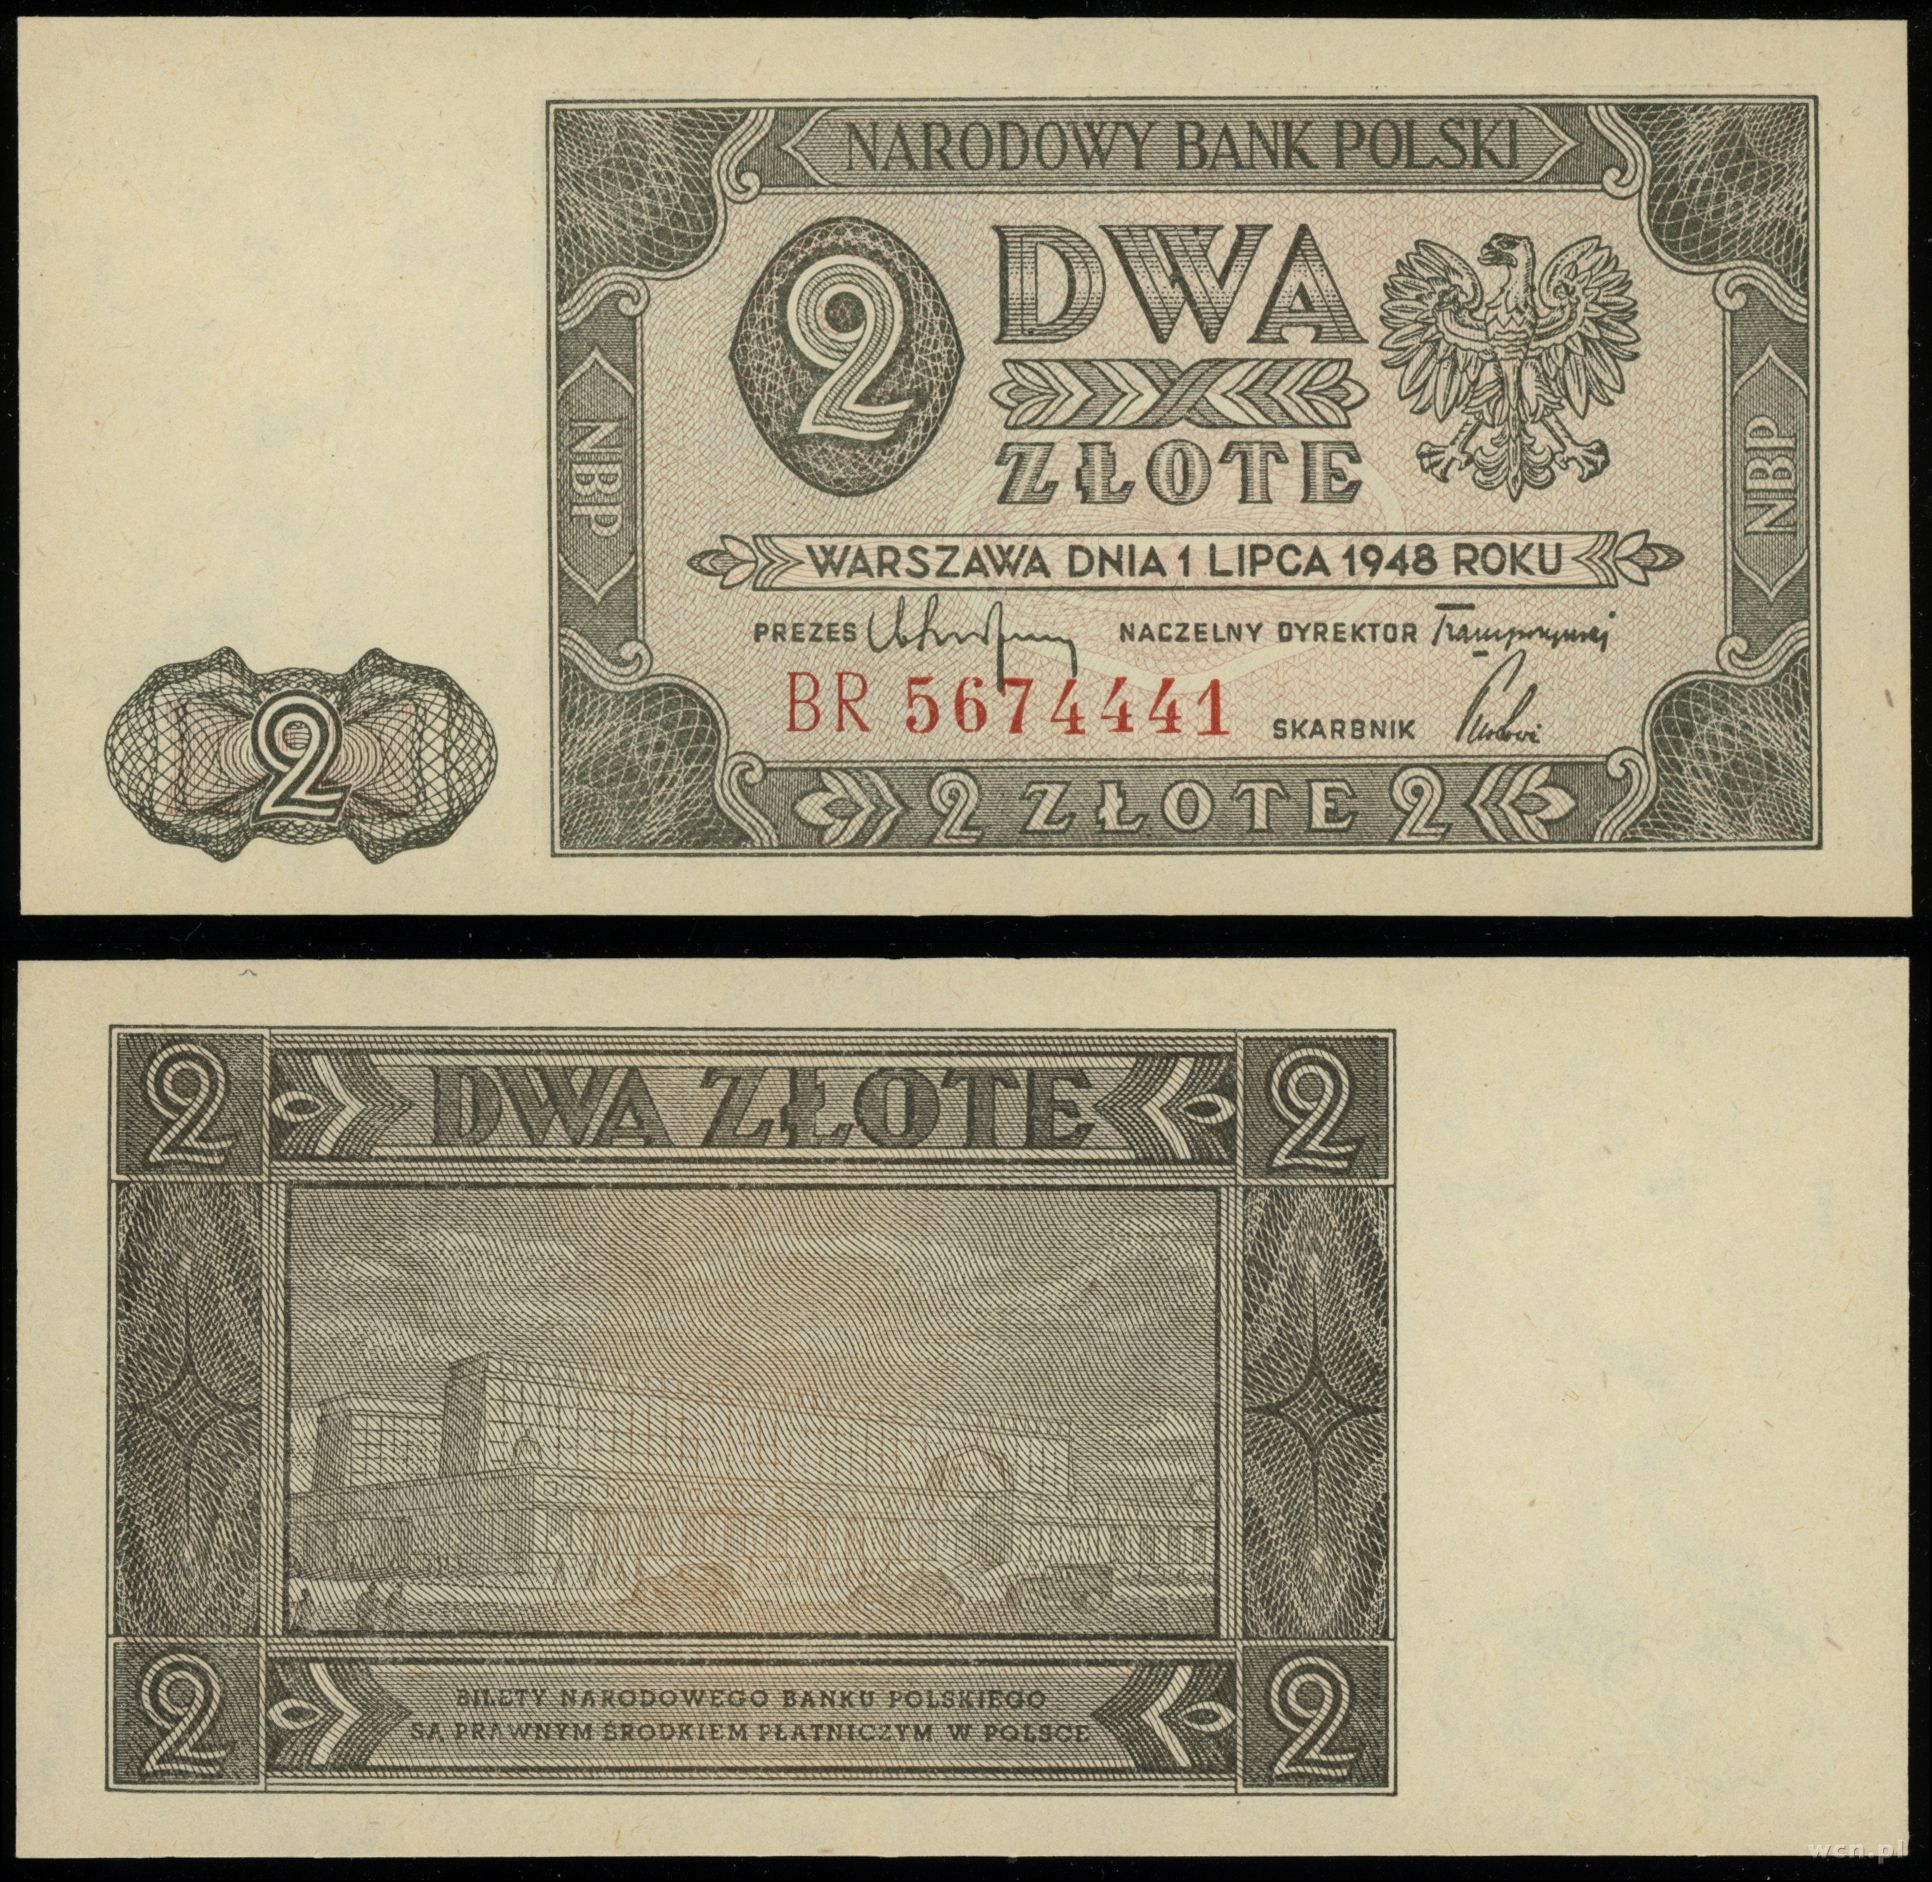 NARODOWY BANK POLSKI
2 DWA
ZŁOTE
NBP
NBP
WARSZAWA DNIA 1 LIPCA 1948 ROKU
PREZES NACZELNY DYREKTOR
BR 5674441 SKARBNIK
2
2 ZŁOTE 2
2 DWA ZŁOTE 2
2 BILETY NARODOWEGO BANKU POLSKIEGO 2
SĄ PRAWNYM ŚRODKIEM PŁATNICZYM W POLSCE
wcn.pl